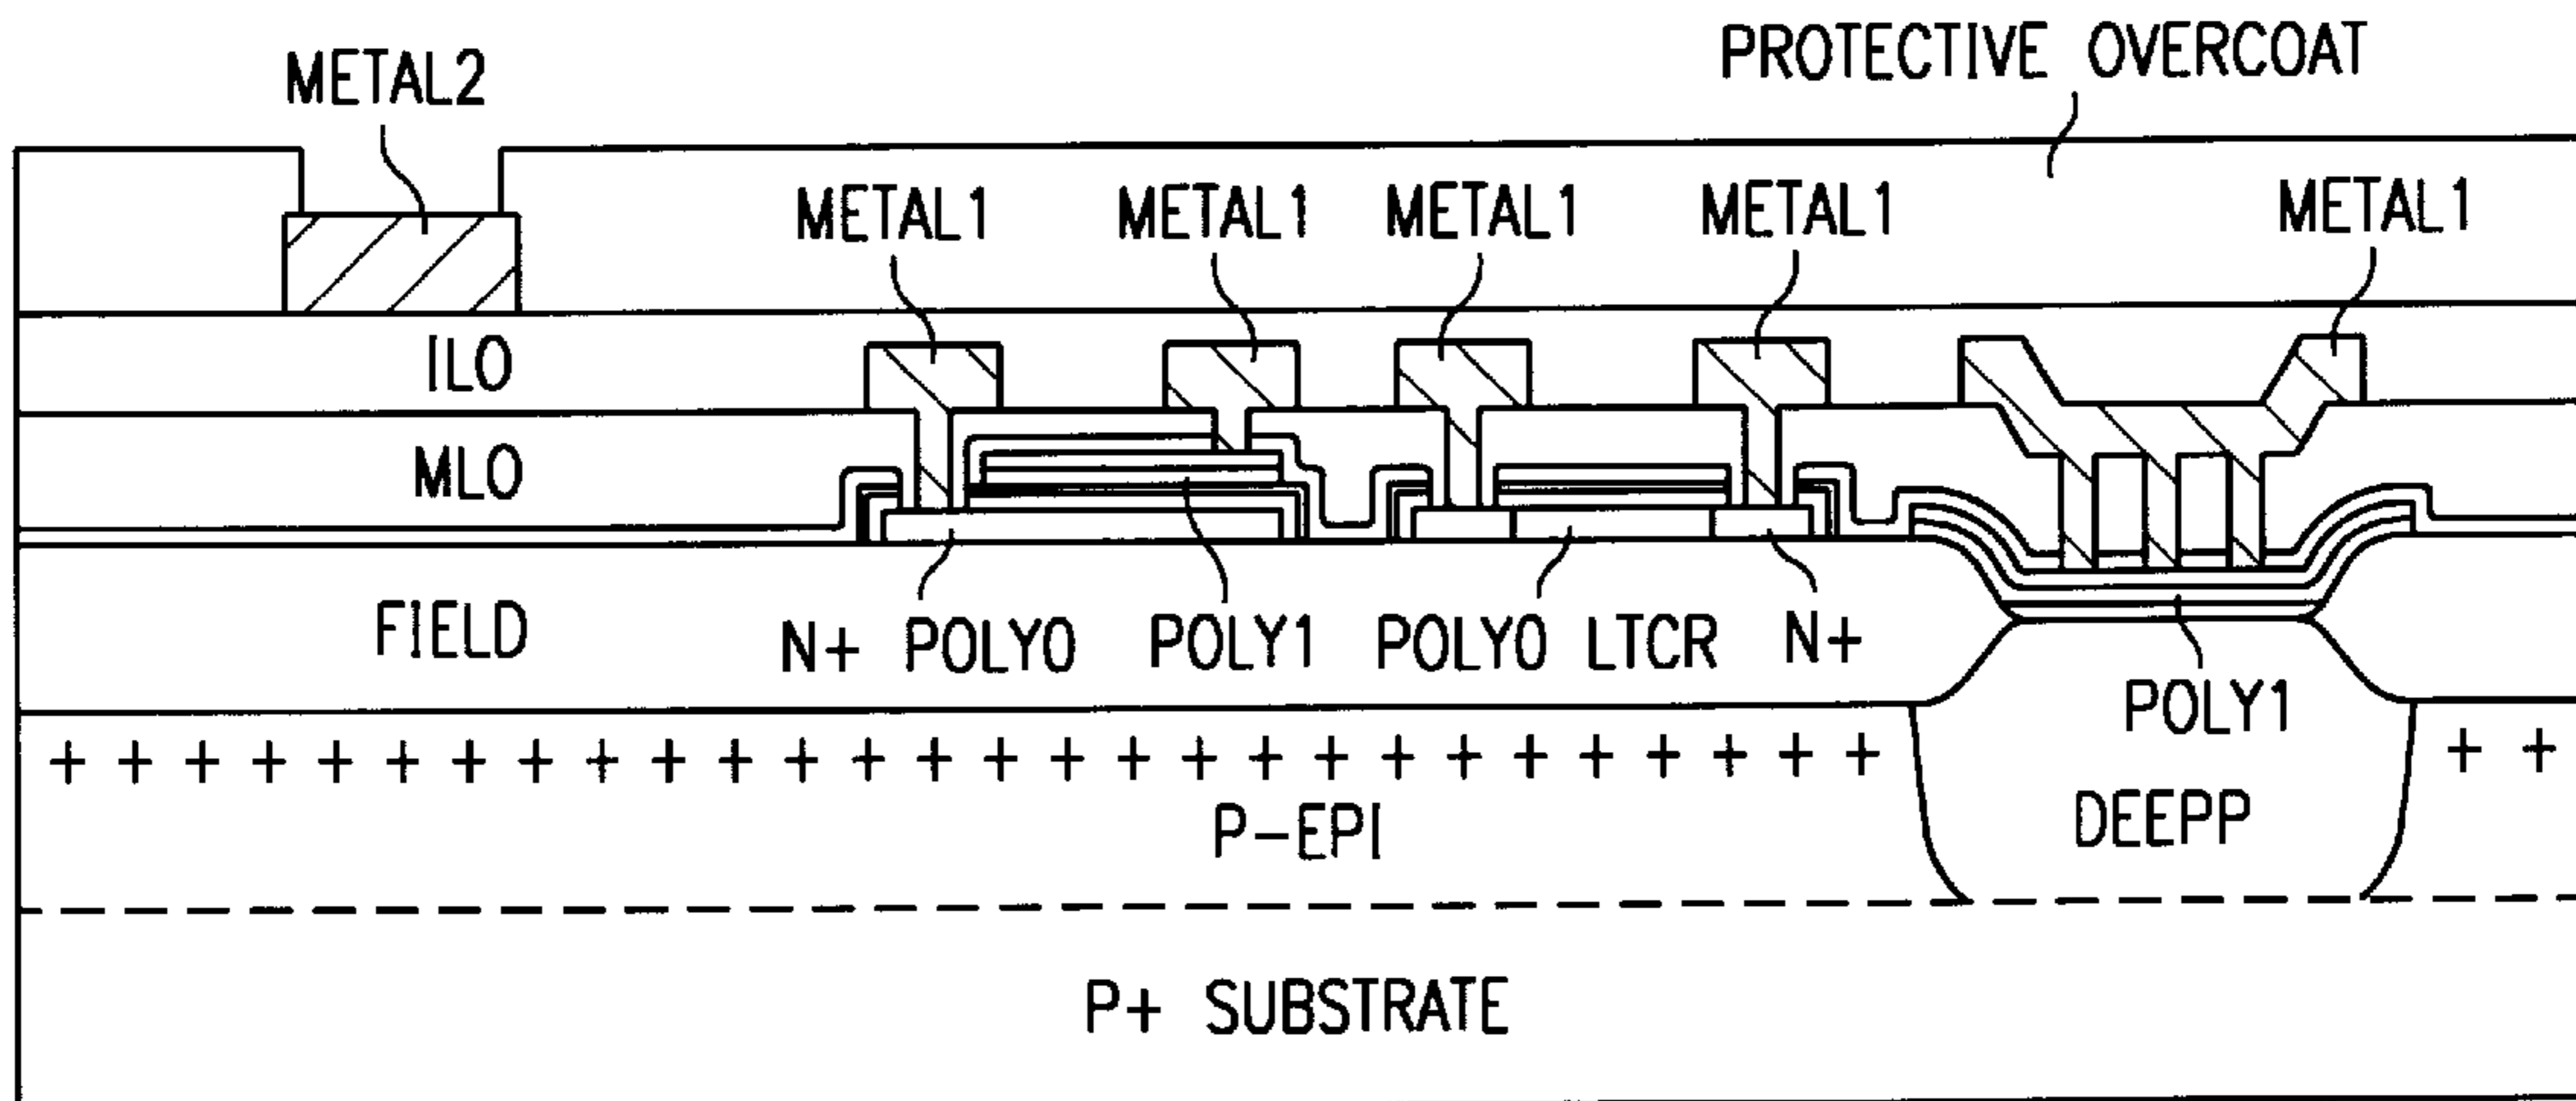 PROTECTIVE OVERCOAT
METAL2
METAL1 METAL1 METAL1 METAL1 METAL1
ILO
MLO
FIELD N+ POLY0 POLY1 POLY0 LTCR N+
POLY1
+ + + + + + + + + + + + + + + + + + + + + + + + + + + + + +
P-EPI DEEPP
P+ SUBSTRATE